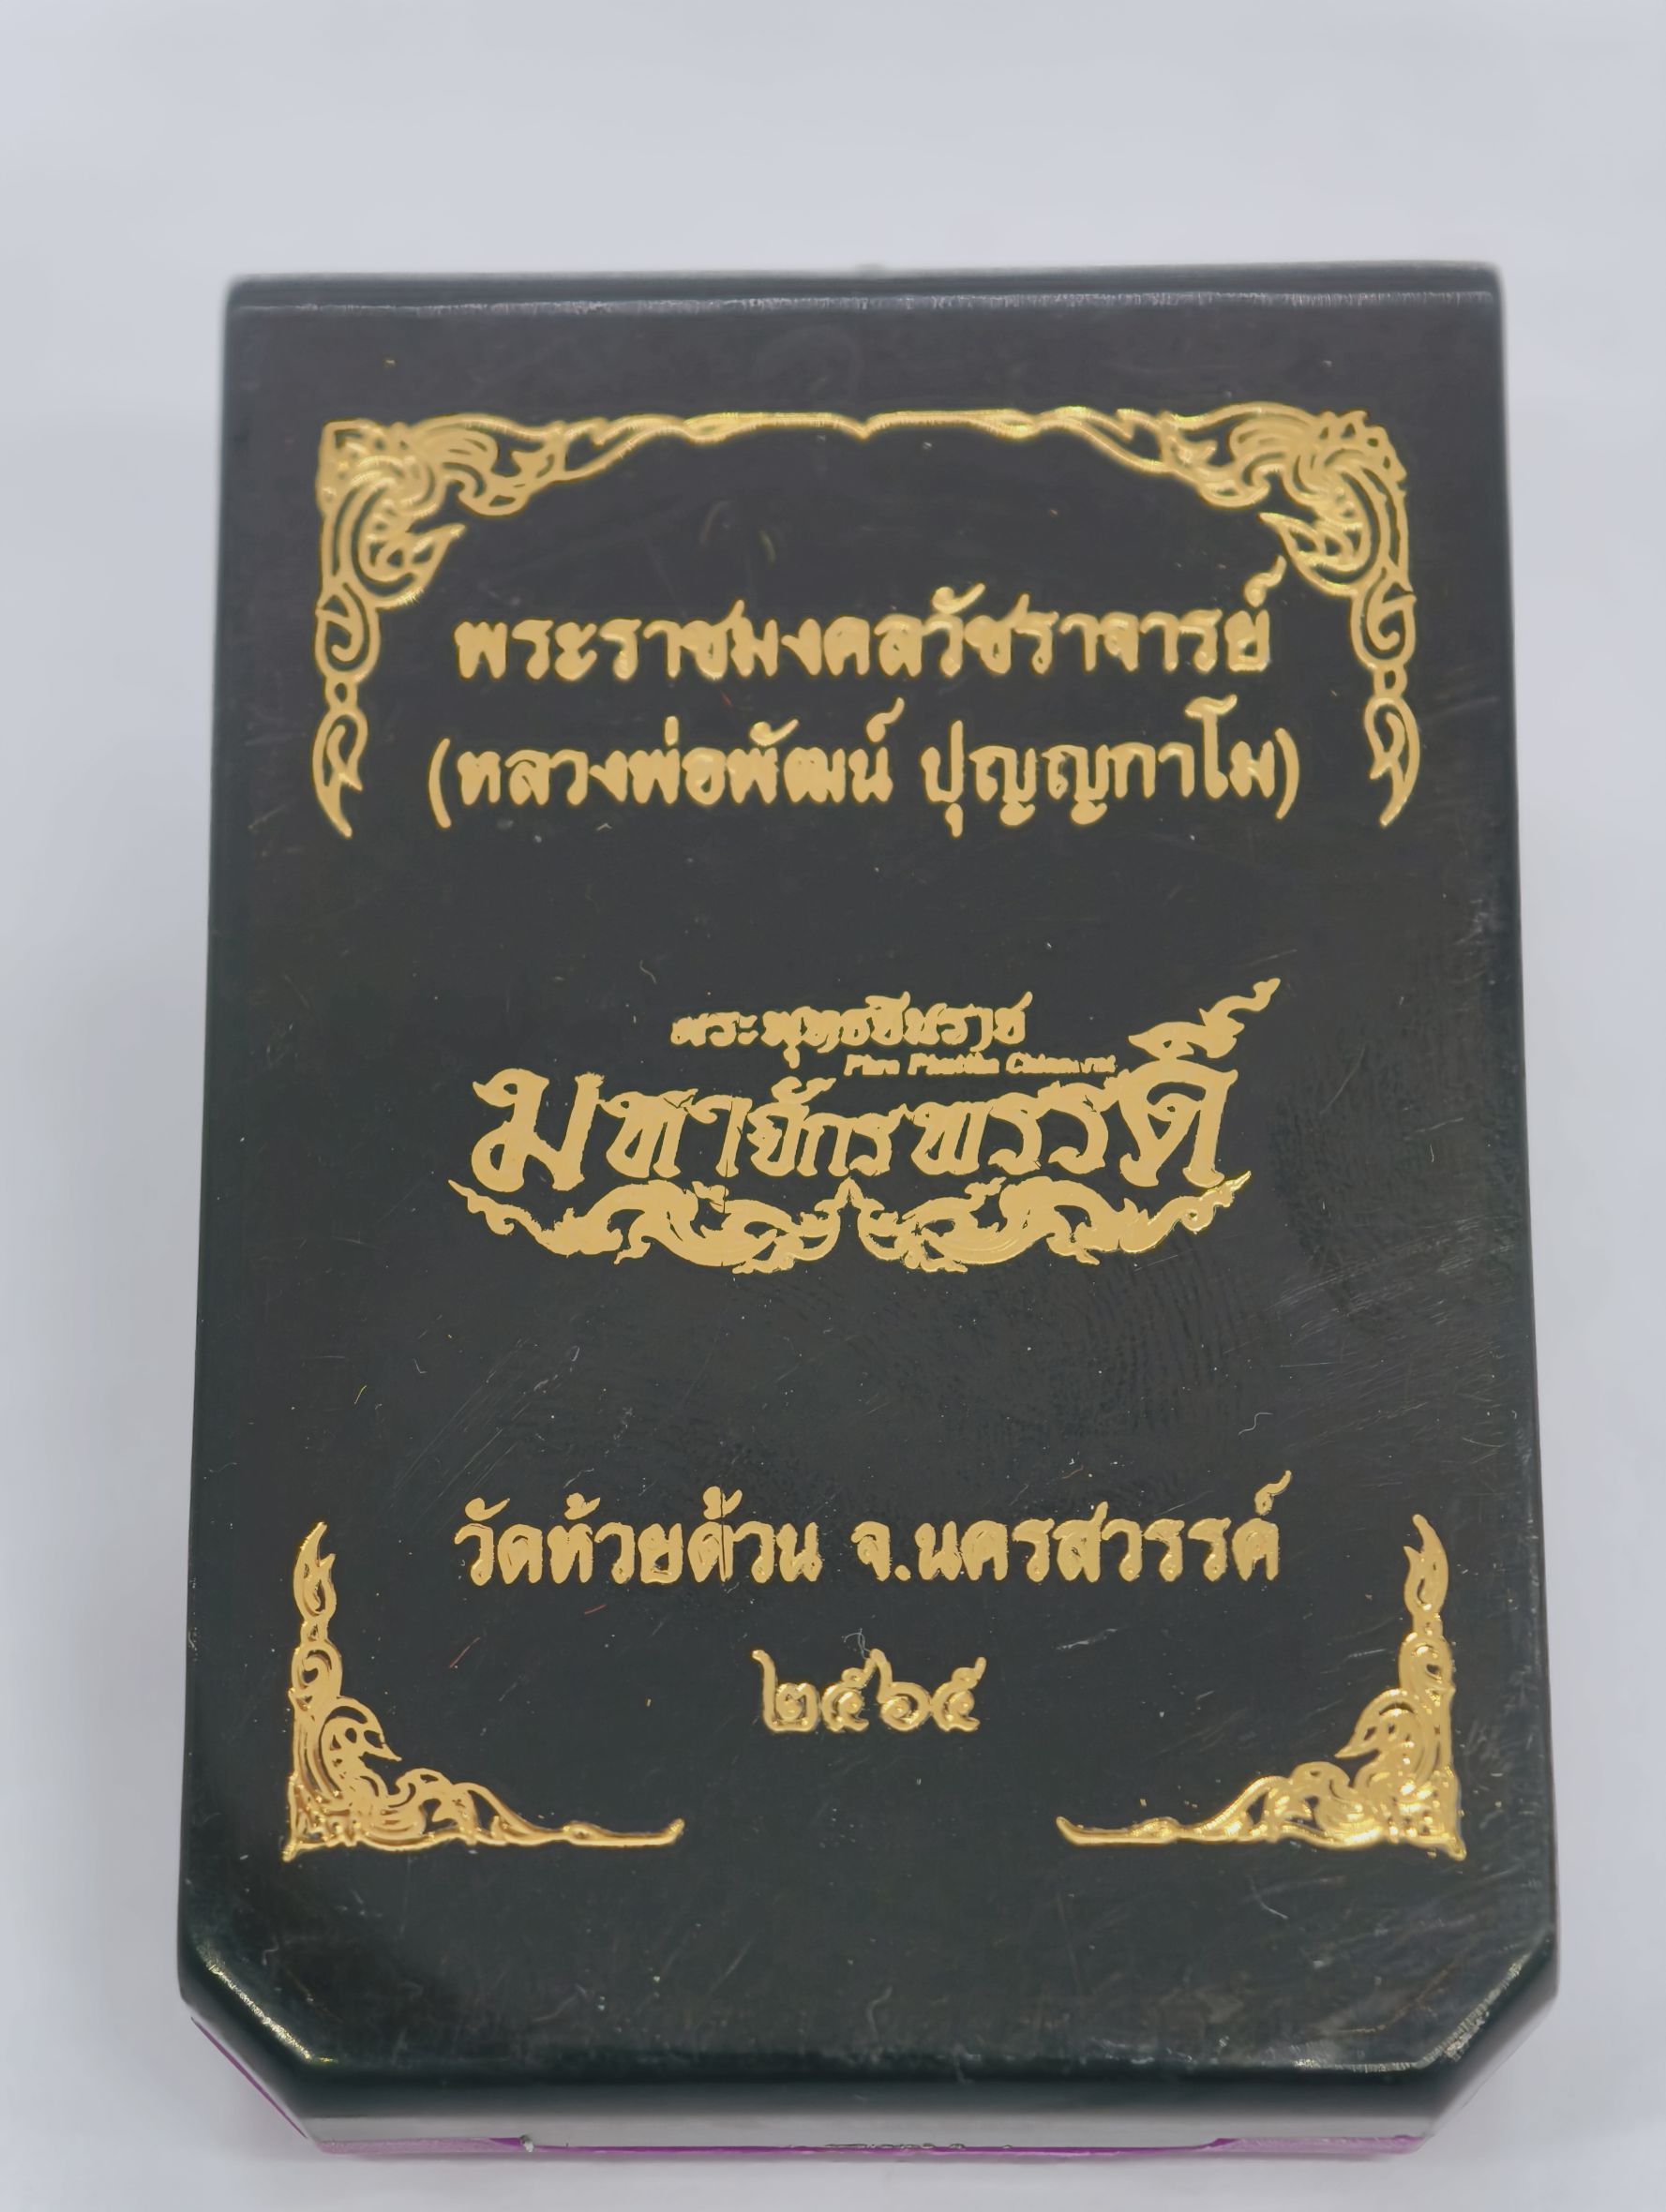 พระราชมงคลวัชราจารย์
(หลวงพ่อพัฒน์ ปุญญกาโม)
พระพุทธชินราช
มหาจักรพรรดิ์
วัดห้วยด้วน จ.นครสวรรค์
๒๕๖๕